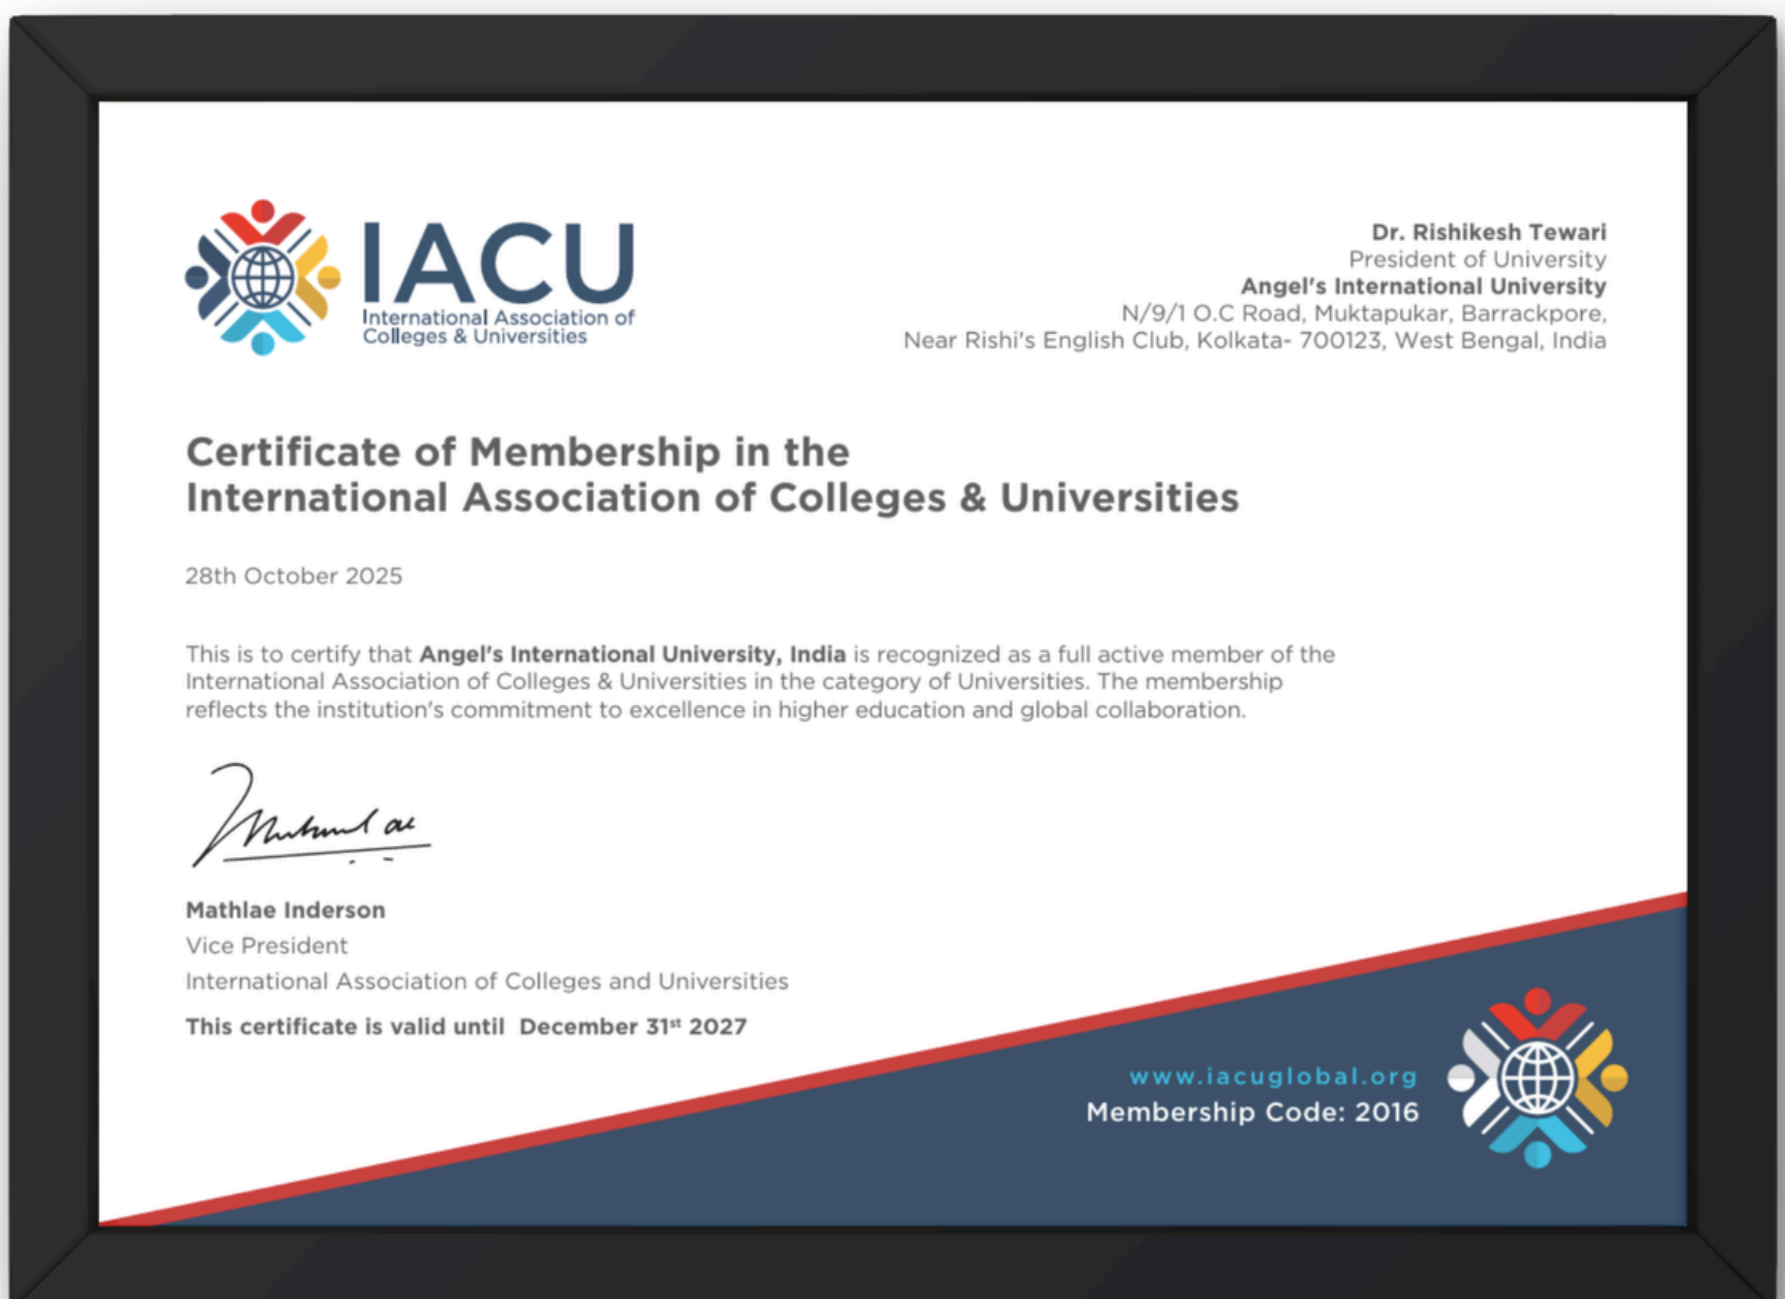 IACU
International Association of
Colleges & Universities
Dr. Rishikesh Tewari
President of University
Angel's International University
N/9/1 O.C Road, Muktapukar, Barrackpore,
Near Rishi's English Club, Kolkata- 700123, West Bengal, India
Certificate of Membership in the
International Association of Colleges & Universities
28th October 2025
This is to certify that Angel's International University, India is recognized as a full active member of the
International Association of Colleges & Universities in the category of Universities. The membership
reflects the institution's commitment to excellence in higher education and global collaboration.
Mathlae Inderson
Vice President
International Association of Colleges and Universities
This certificate is valid until December 31st 2027
www.iacuglobal.org
Membership Code: 2016